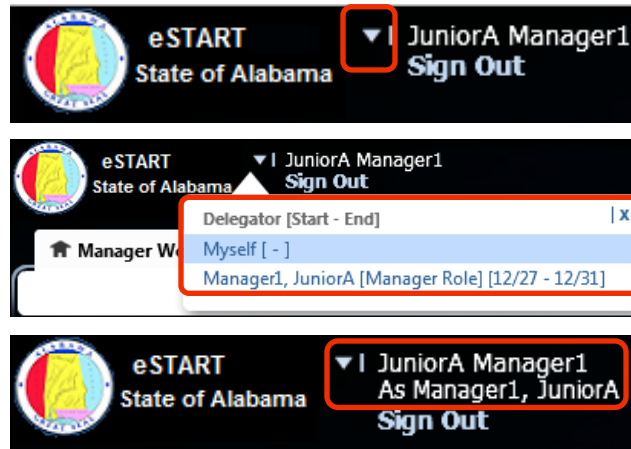 eSTART
State of Alabama
▼ | JuniorA Manager1
Sign Out
eSTART
State of Alabama
▼ | JuniorA Manager1
Sign Out
Delegator [Start - End] | x
Manager Wo
Myself [ - ]
Manager1, JuniorA [Manager Role] [12/27 - 12/31]
eSTART
State of Alabama
▼ | JuniorA Manager1
As Manager1, JuniorA
Sign Out